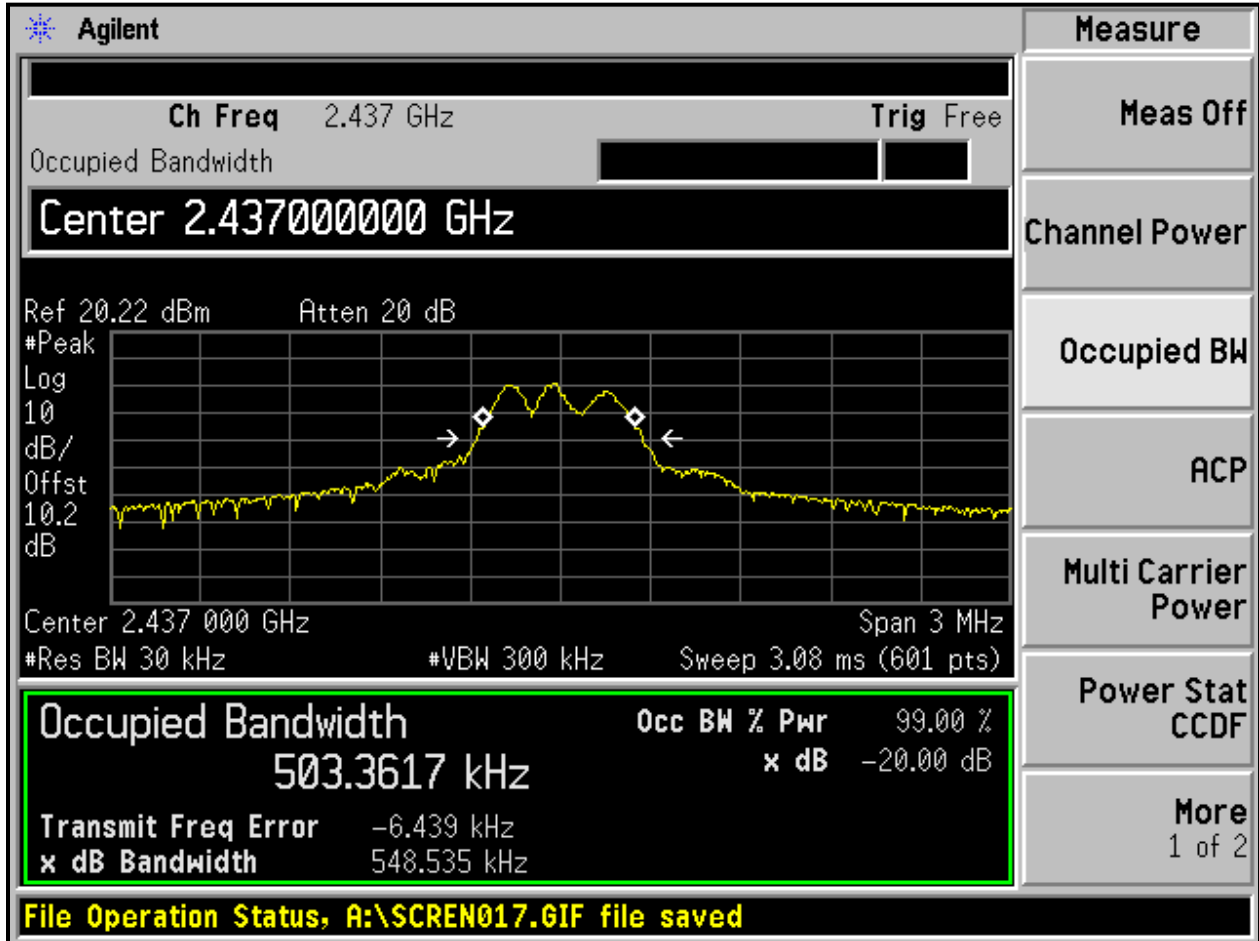 Agilent
Measure
Ch Freq 2.437 GHz Trig Free
Meas Off
Occupied Bandwidth
Center 2.437000000 GHz
Channel Power
Ref 20.22 dBm Atten 20 dB
#Peak
Log
10
dB/
Offst
10.2
dB
Occupied BW
ACP
Center 2.437 000 GHz Span 3 MHz
#Res BW 30 kHz #VBW 300 kHz Sweep 3.08 ms (601 pts)
Multi Carrier
Power
Occupied Bandwidth
503.3617 kHz
Occ BW % Pwr 99.00 %
x dB -20.00 dB
Transmit Freq Error -6.439 kHz
x dB Bandwidth 548.535 kHz
Power Stat
CCDF
More
1 of 2
File Operation Status, A:\SCREN017.GIF file saved